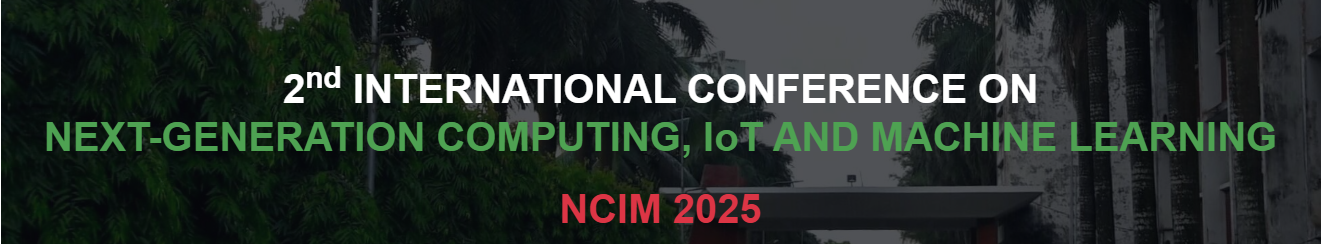 2nd INTERNATIONAL CONFERENCE ON
NEXT-GENERATION COMPUTING, IoT AND MACHINE LEARNING
NCIM 2025